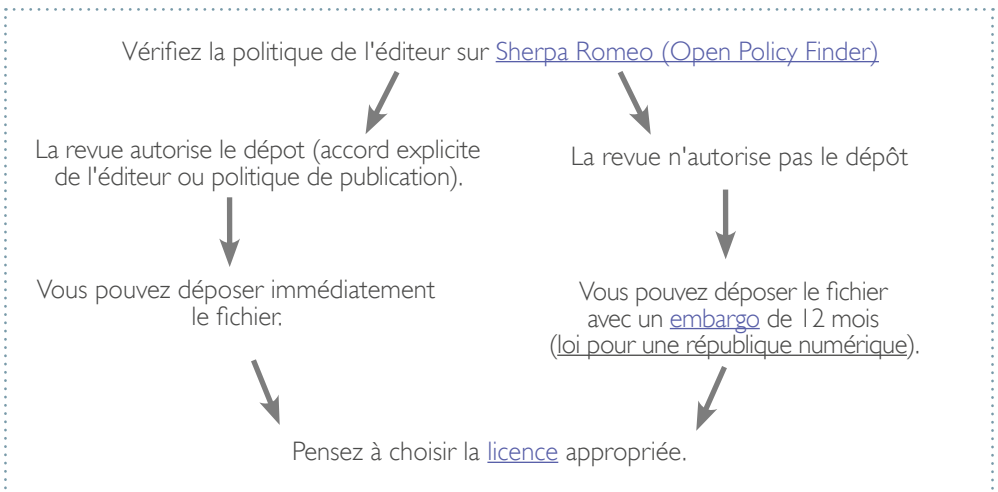 Vérifiez la politique de l'éditeur sur Sherpa Romeo (Open Policy Finder)
La revue autorise le dépot (accord explicite
de l'éditeur ou politique de publication).
La revue n'autorise pas le dépôt
Vous pouvez déposer immédiatement
le fichier.
Vous pouvez déposer le fichier
avec un embargo de 12 mois
(loi pour une république numérique).
Pensez à choisir la licence appropriée.